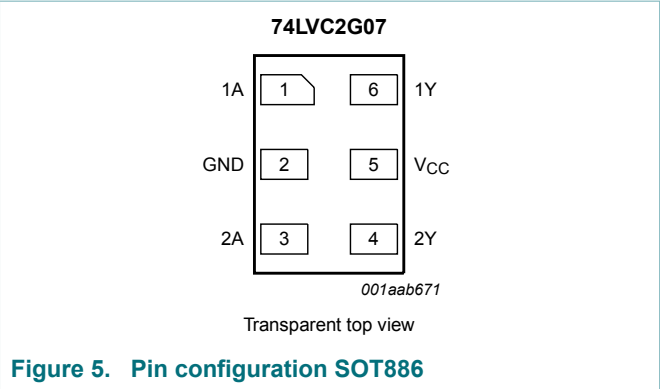 74LVC2G07
1A 1 6 1Y
GND 2 5 VCC
2A 3 4 2Y
001aab671
Transparent top view
Figure 5. Pin configuration SOT886